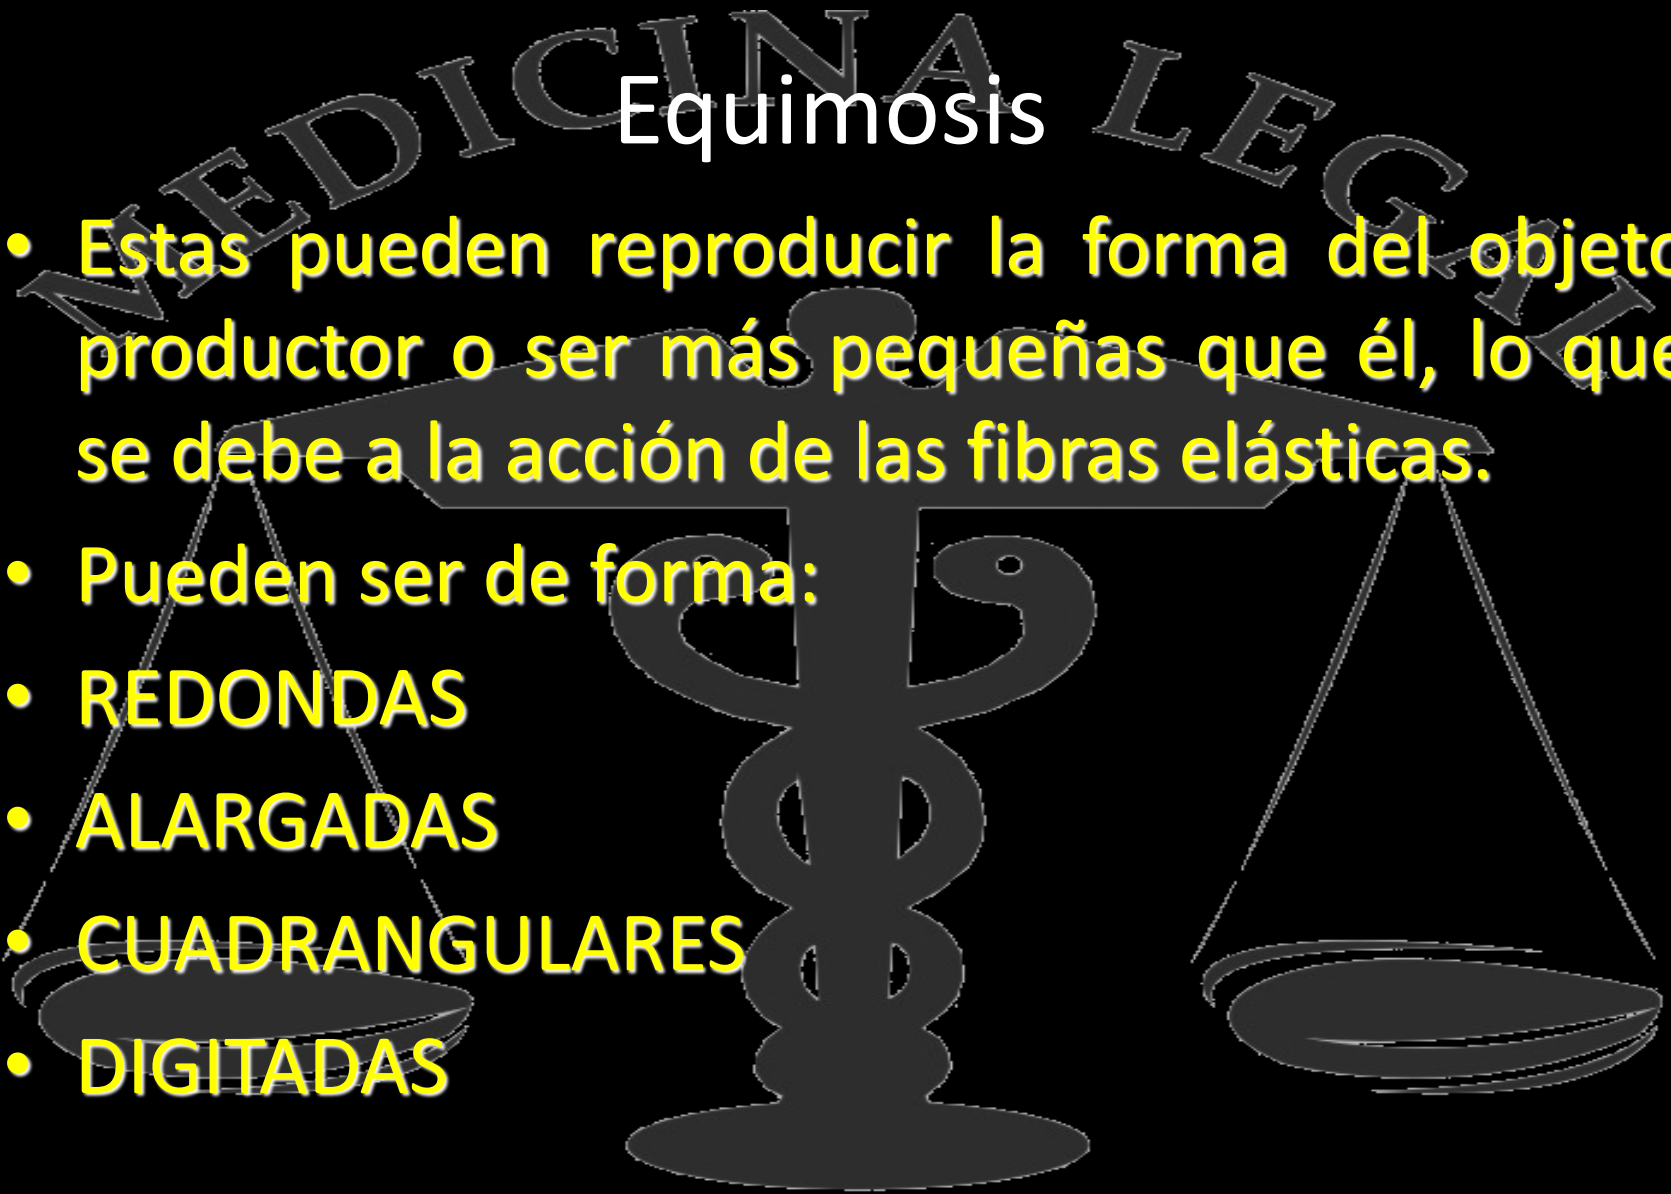 MEDICINA LEGAL
Equimosis
• Estas pueden reproducir la forma del objeto
productor o ser más pequeñas que él, lo que
se debe a la acción de las fibras elásticas.
• Pueden ser de forma:
• REDONDAS
• ALARGADAS
• CUADRANGULARES
• DIGITADAS